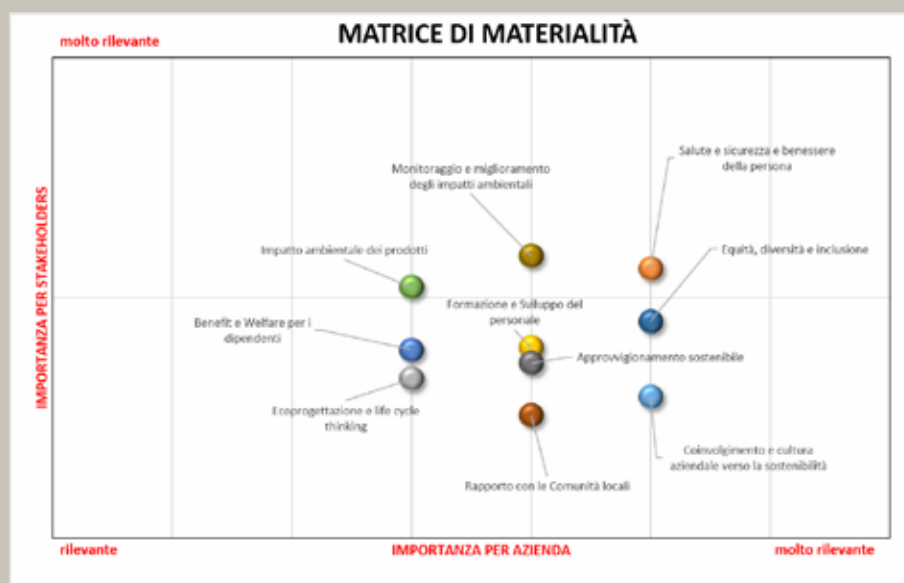 MATRICE DI MATERIALITÀ
molto rilevante
Salute e sicurezza e benessere
della persona
Monitoraggio e miglioramento
degli impatti ambientali
Impatto ambientale dei prodotti
Equità, diversità e inclusione
Formazione e Sviluppo del
personale
Benefit e Welfare per i
dipendenti
Approvvigionamento sostenibile
Ecoprogettazione e life cycle
thinking
Coinvolgimento e cultura
aziendale verso la sostenibilità
Rapporto con le Comunità locali
IMPORTANZA PER STAKEHOLDERS
rilevante
IMPORTANZA PER AZIENDA
molto rilevante